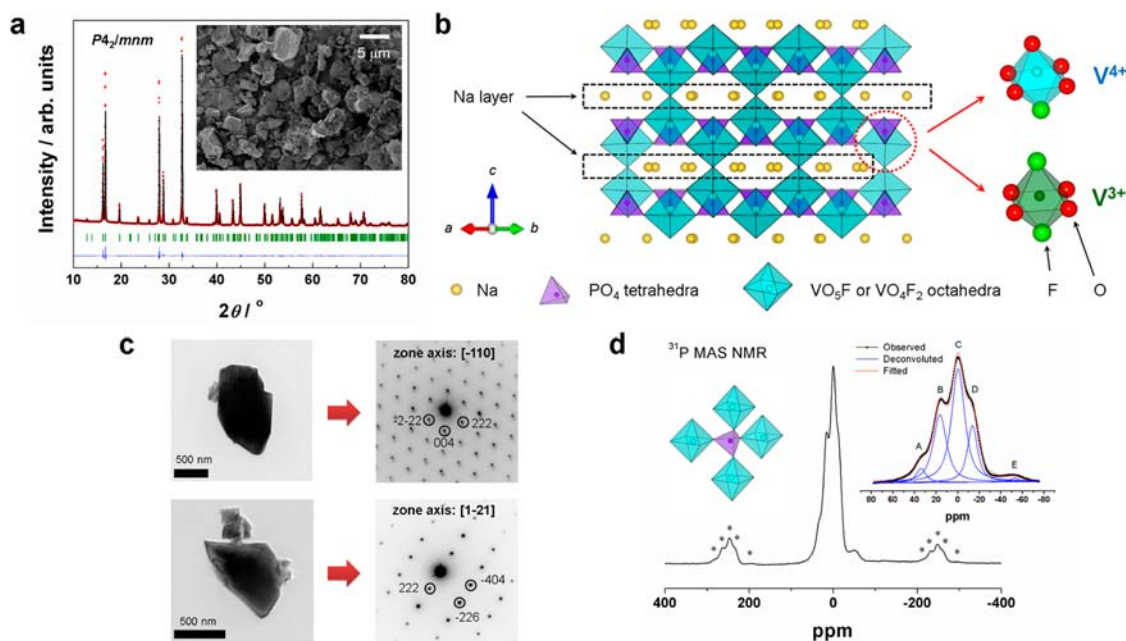 a
P4₂/mnm
5 μm
Intensity / arb. units
10 20 30 40 50 60 70 80
2θ / °
b
Na layer
c
a
b
V⁴⁺
V³⁺
Na
PO₄ tetrahedra
VO₅F or VO₄F₂ octahedra
F
O
c
500 nm
zone axis: [-110]
-2-22
222
004
500 nm
zone axis: [1-21]
222
-404
-226
d
³¹P MAS NMR
Observed
Deconvoluted
Fitted
A
B
C
D
E
80 60 40 20 0 -20 -40 -60 -80
ppm
* * * * *
* * * * *
400 200 0 -200 -400
ppm